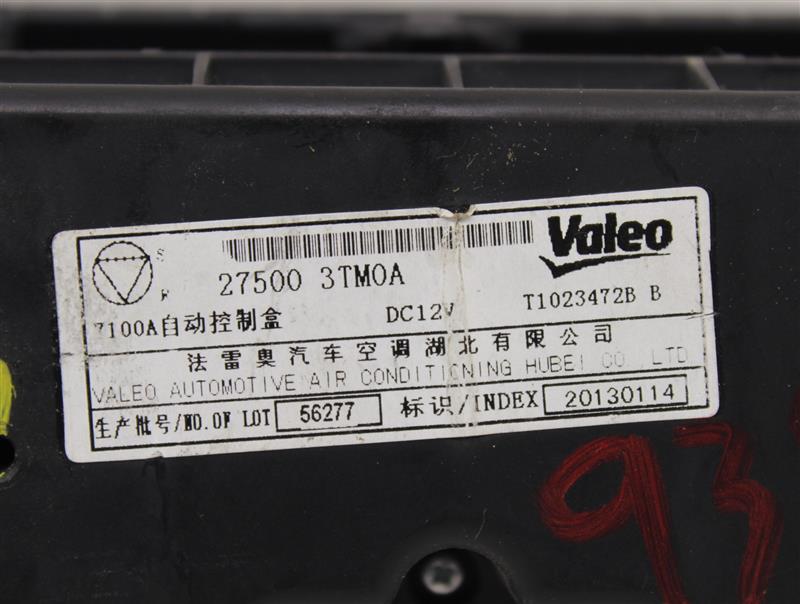 Valeo
S
R
27500 3TM0A
7100A自动控制盒 DC12V T1023472B B
法雷奥汽车空调湖北有限公司
VALEO AUTOMOTIVE AIR CONDITIONING HUBEI CO LTD
生产批号/NO.OF LOT 56277 标识/INDEX 20130114
93